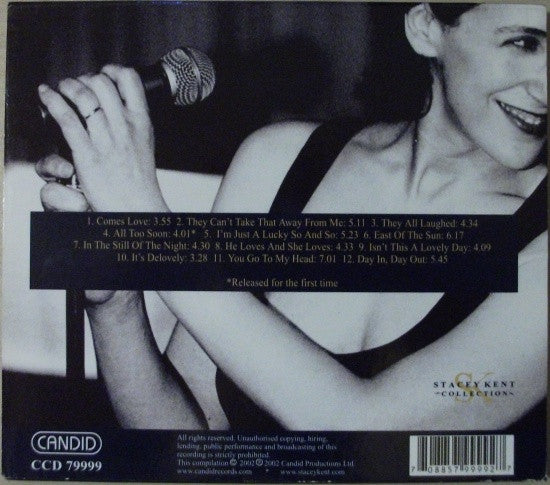 1. Comes Love: 3.55 2. They Can't Take That Away From Me: 5.11 3. They All Laughed: 4.34
4. All Too Soon: 4.01* 5. I'm Just A Lucky So And So: 5.23 6. East Of The Sun: 6.17
7. In The Still Of The Night: 4.30 8. He Loves And She Loves: 4.33 9. Isn't This A Lovely Day: 4.09
10. It's Delovely: 3.28 11. You Go To My Head: 7.01 12. Day In, Day Out: 5.45
*Released for the first time
SK
STACEY KENT
~COLLECTION~
CANDID
CCD 79999
All rights reserved. Unauthorised copying, hiring,
lending, public performance and broadcasting of this
recording is strictly prohibited.
This compilation ℗ 2002 © 2002 Candid Productions Ltd.
*candidrecords.com *staceykent.com
7 08857 99992 7